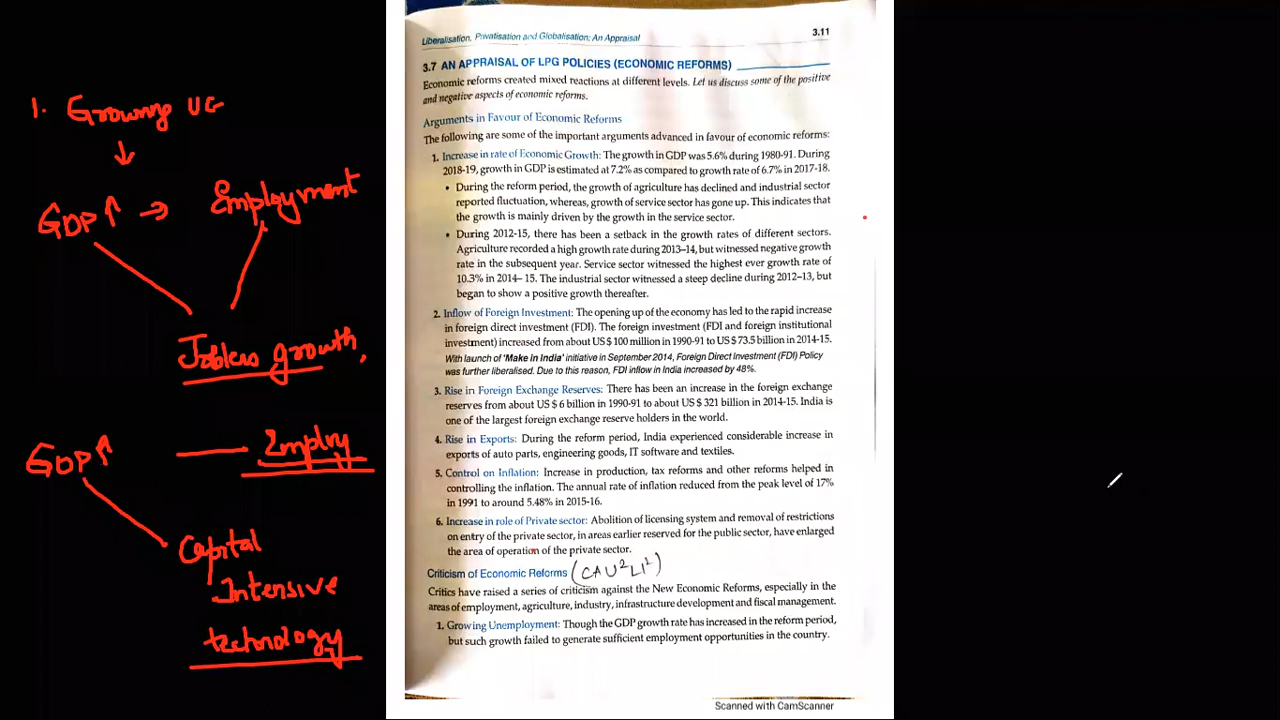 1. Growing UG
↓
GDP↑ → Employment
Jobless growth,
GDP↑ — Employ
Capital
Intensive
technology
Liberalisation, Privatisation and Globalisation: An Appraisal 3.11
3.7 AN APPRAISAL OF LPG POLICIES (ECONOMIC REFORMS)
Economic reforms created mixed reactions at different levels. Let us discuss some of the positive
and negative aspects of economic reforms.
Arguments in Favour of Economic Reforms
The following are some of the important arguments advanced in favour of economic reforms:
1. Increase in rate of Economic Growth: The growth in GDP was 5.6% during 1980-91. During
2018-19, growth in GDP is estimated at 7.2% as compared to growth rate of 6.7% in 2017-18.
• During the reform period, the growth of agriculture has declined and industrial sector
reported fluctuation, whereas, growth of service sector has gone up. This indicates that
the growth is mainly driven by the growth in the service sector.
• During 2012-15, there has been a setback in the growth rates of different sectors.
Agriculture recorded a high growth rate during 2013–14, but witnessed negative growth
rate in the subsequent year. Service sector witnessed the highest ever growth rate of
10.3% in 2014– 15. The industrial sector witnessed a steep decline during 2012–13, but
began to show a positive growth thereafter.
2. Inflow of Foreign Investment: The opening up of the economy has led to the rapid increase
in foreign direct investment (FDI). The foreign investment (FDI and foreign institutional
investment) increased from about US $ 100 million in 1990-91 to US $ 73.5 billion in 2014-15.
With launch of 'Make in India' initiative in September 2014, Foreign Direct Investment (FDI) Policy
was further liberalised. Due to this reason, FDI inflow in India increased by 48%.
3. Rise in Foreign Exchange Reserves: There has been an increase in the foreign exchange
reserves from about US $ 6 billion in 1990-91 to about US $ 321 billion in 2014-15. India is
one of the largest foreign exchange reserve holders in the world.
4. Rise in Exports: During the reform period, India experienced considerable increase in
exports of auto parts, engineering goods, IT software and textiles.
5. Control on Inflation: Increase in production, tax reforms and other reforms helped in
controlling the inflation. The annual rate of inflation reduced from the peak level of 17%
in 1991 to around 5.48% in 2015-16.
6. Increase in role of Private sector: Abolition of licensing system and removal of restrictions
on entry of the private sector, in areas earlier reserved for the public sector, have enlarged
the area of operation of the private sector.
Criticism of Economic Reforms (CAU²LI²)
Critics have raised a series of criticism against the New Economic Reforms, especially in the
areas of employment, agriculture, industry, infrastructure development and fiscal management.
1. Growing Unemployment: Though the GDP growth rate has increased in the reform period,
but such growth failed to generate sufficient employment opportunities in the country.
Scanned with CamScanner